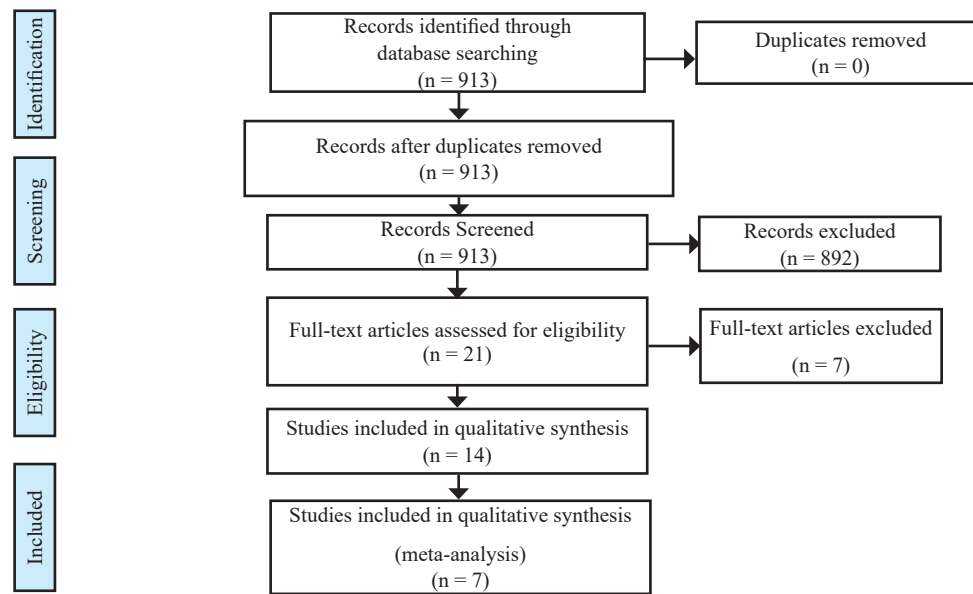 Identification
Records identified through
database searching
(n = 913)
Duplicates removed
(n = 0)
Records after duplicates removed
(n = 913)
Screening
Records Screened
(n = 913)
Records excluded
(n = 892)
Eligibility
Full-text articles assessed for eligibility
(n = 21)
Full-text articles excluded
(n = 7)
Studies included in qualitative synthesis
(n = 14)
Included
Studies included in qualitative synthesis
(meta-analysis)
(n = 7)